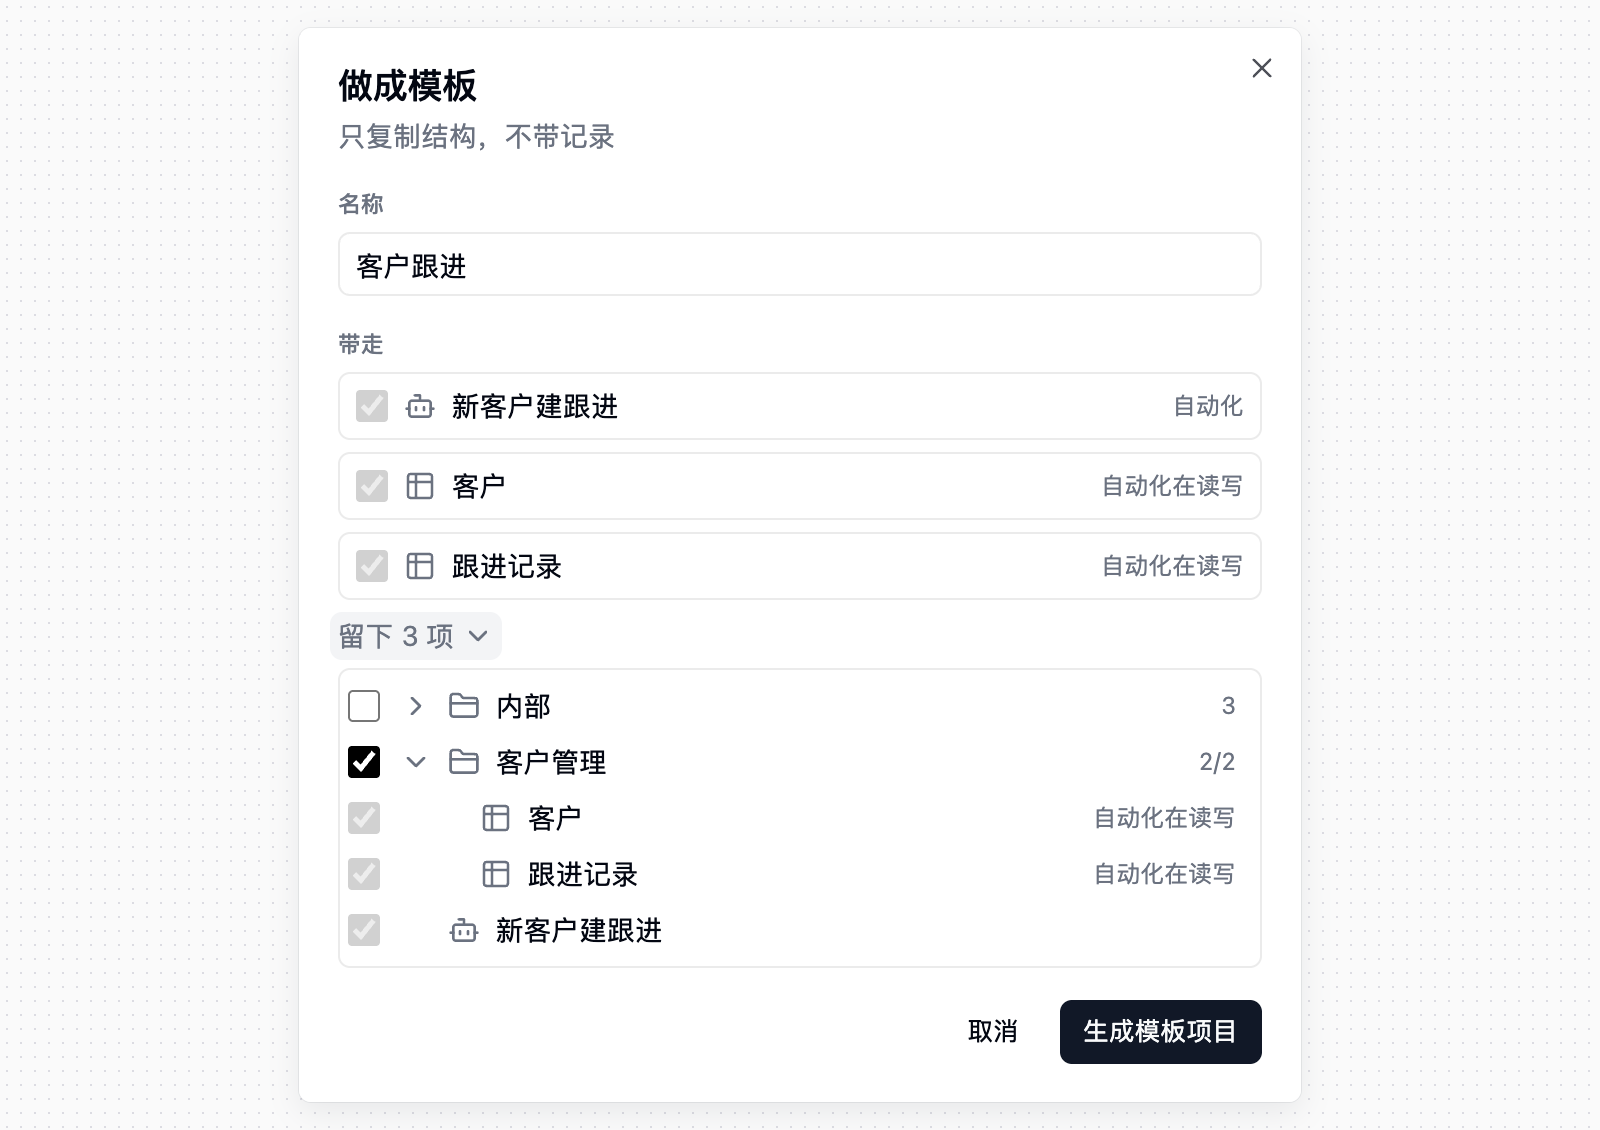 做成模板
只复制结构，不带记录
名称
客户跟进
带走
新客户建跟进 自动化
客户 自动化在读写
跟进记录 自动化在读写
留下 3 项
内部 3
客户管理 2/2
客户 自动化在读写
跟进记录 自动化在读写
新客户建跟进
取消 生成模板项目